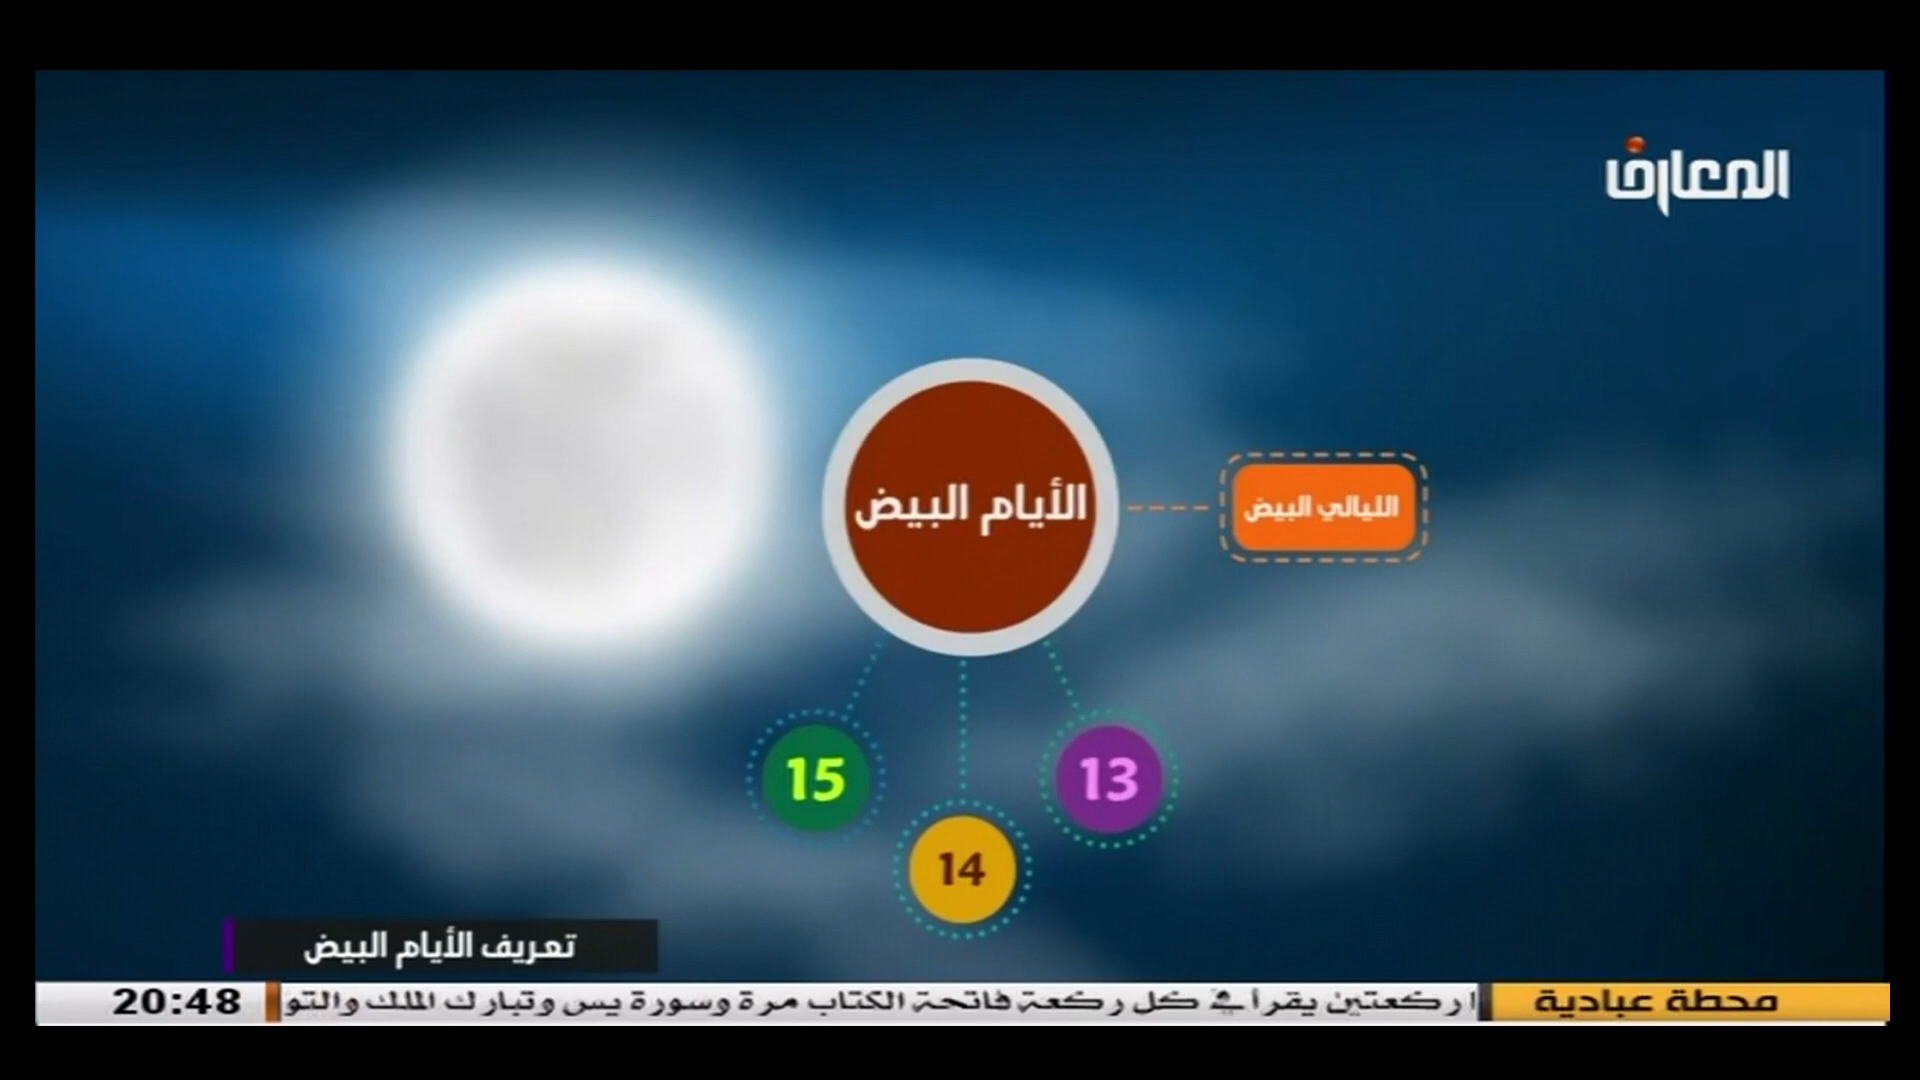 المعارف
الأيام البيض
الليالي البيض
13
15
14
تعريف الأيام البيض
محطة عبادية
ركعتين يقرأ في كل ركعة فاتحة الكتاب مرة وسورة يس وتبارك الملك والتو
20:48